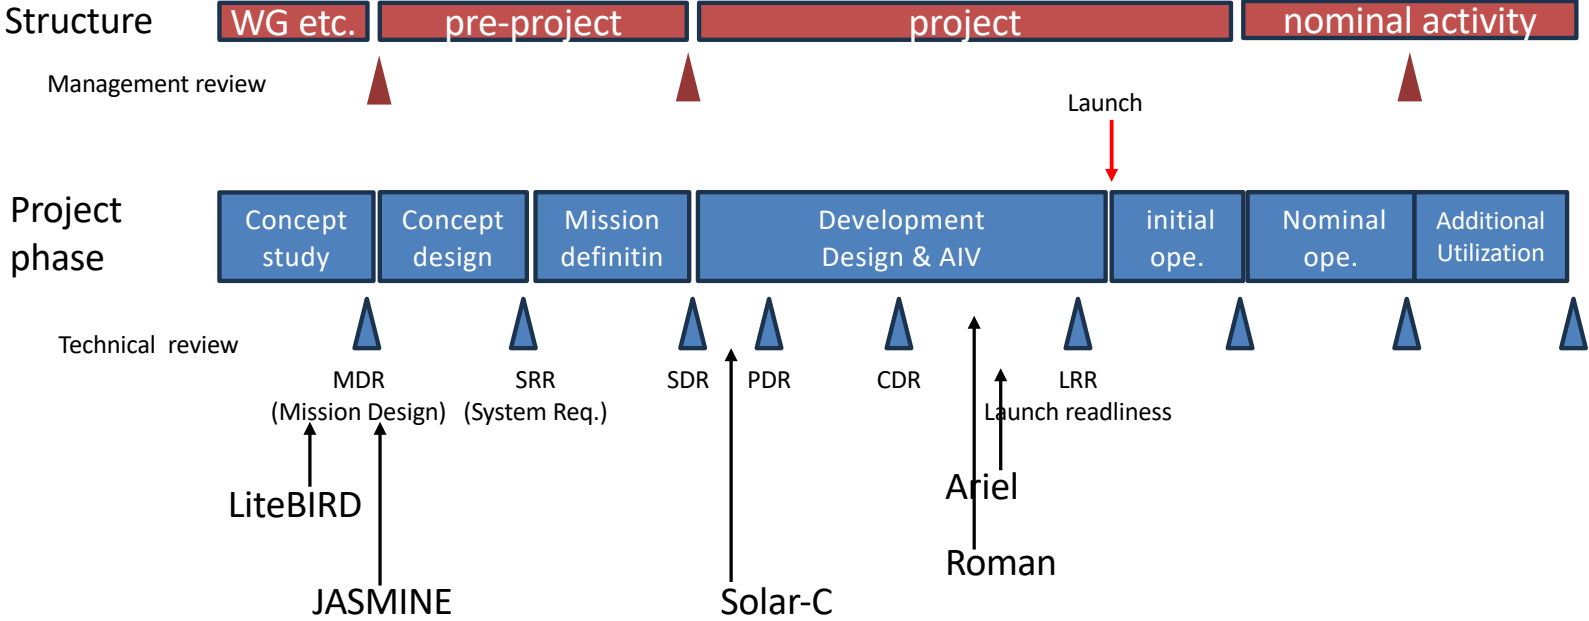 Structure
WG etc.
pre-project
project
nominal activity
Management review
Launch
Project
phase
Concept
study
Concept
design
Mission
definitin
Development
Design & AIV
initial
ope.
Nominal
ope.
Additional
Utilization
Technical review
MDR
(Mission Design)
SRR
(System Req.)
SDR
PDR
CDR
LRR
Launch readliness
LiteBIRD
Ariel
Roman
JASMINE
Solar-C